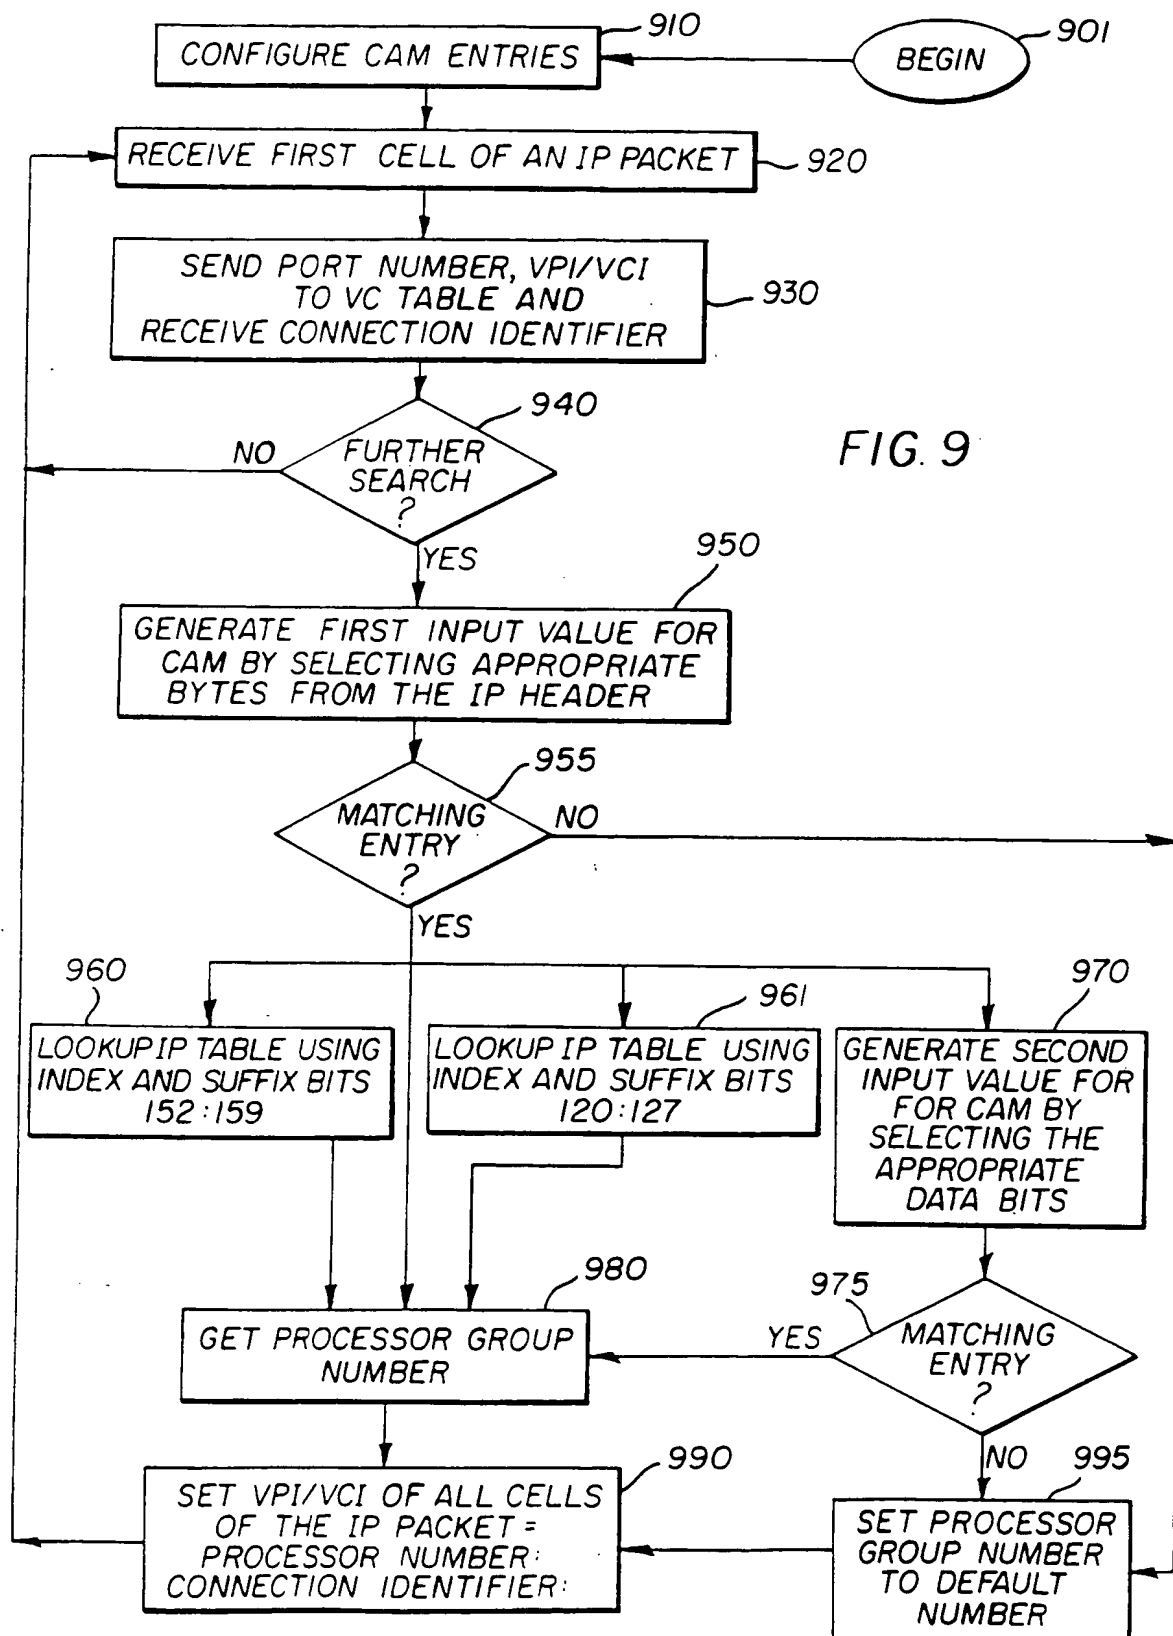 910
901
CONFIGURE CAM ENTRIES
BEGIN
RECEIVE FIRST CELL OF AN IP PACKET
920
SEND PORT NUMBER, VPI/VCI
TO VC TABLE AND
RECEIVE CONNECTION IDENTIFIER
930
940
FIG. 9
NO
FURTHER
SEARCH
?
YES
950
GENERATE FIRST INPUT VALUE FOR
CAM BY SELECTING APPROPRIATE
BYTES FROM THE IP HEADER
955
MATCHING
ENTRY
?
NO
YES
960
961
970
LOOKUP IP TABLE USING
INDEX AND SUFFIX BITS
152:159
LOOKUP IP TABLE USING
INDEX AND SUFFIX BITS
120:127
GENERATE SECOND
INPUT VALUE FOR
FOR CAM BY
SELECTING THE
APPROPRIATE
DATA BITS
980
975
GET PROCESSOR GROUP
NUMBER
YES
MATCHING
ENTRY
?
NO
990
995
SET VPI/VCI OF ALL CELLS
OF THE IP PACKET =
PROCESSOR NUMBER:
CONNECTION IDENTIFIER:
SET PROCESSOR
GROUP NUMBER
TO DEFAULT
NUMBER